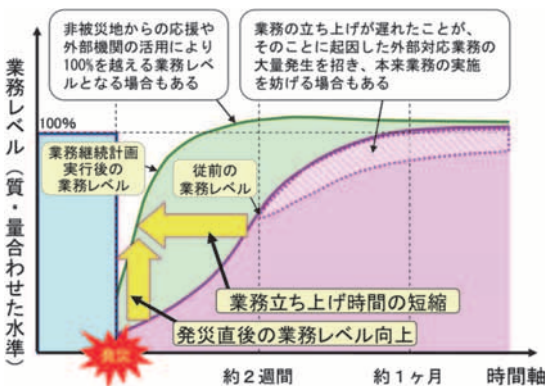 非被災地からの応援や
外部機関の活用により
100%を越える業務レベ
ルとなる場合もある
業務の立ち上げが遅れたことが、
そのことに起因した外部対応業務の
大量発生を招き、本来業務の実施
を妨げる場合もある
業務レベル(質・量合わせた水準)
100%
業務継続計画
実行後の
業務レベル
従前の
業務レベル
業務立ち上げ時間の短縮
発災直後の業務レベル向上
発災
約２週間
約１ヶ月
時間軸